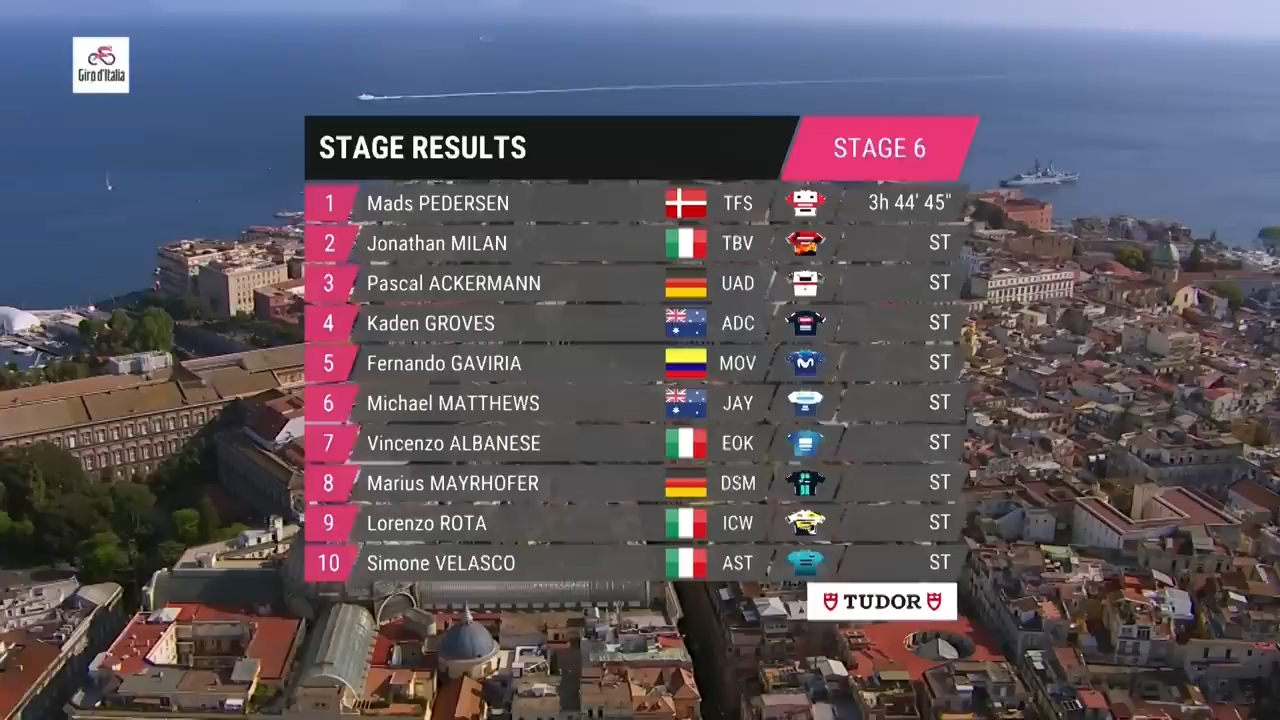 Giro d'Italia
STAGE RESULTS STAGE 6
1 Mads PEDERSEN TFS 3h 44' 45"
2 Jonathan MILAN TBV ST
3 Pascal ACKERMANN UAD ST
4 Kaden GROVES ADC ST
5 Fernando GAVIRIA MOV ST
6 Michael MATTHEWS JAY ST
7 Vincenzo ALBANESE EOK ST
8 Marius MAYRHOFER DSM ST
9 Lorenzo ROTA ICW ST
10 Simone VELASCO AST ST
TUDOR